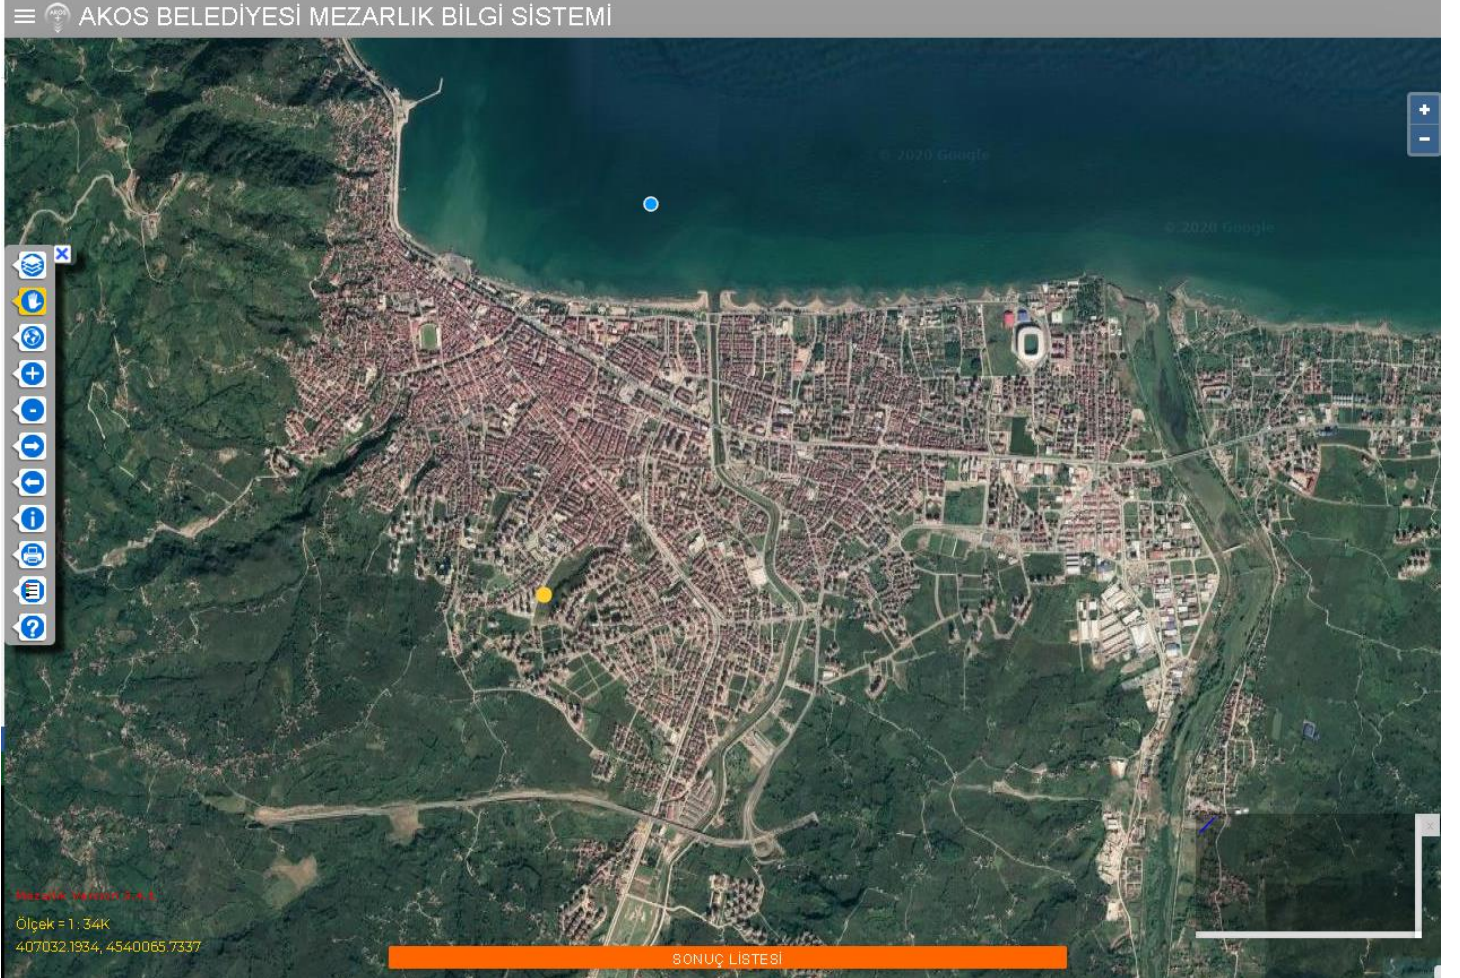 AKOS BELEDİYESİ MEZARLIK BİLGİ SİSTEMİ
© 2020 Google
© 2020 Google
Ölçek = 1 : 34K
407032.1934, 4540065.7337
SONUÇ LİSTESİ